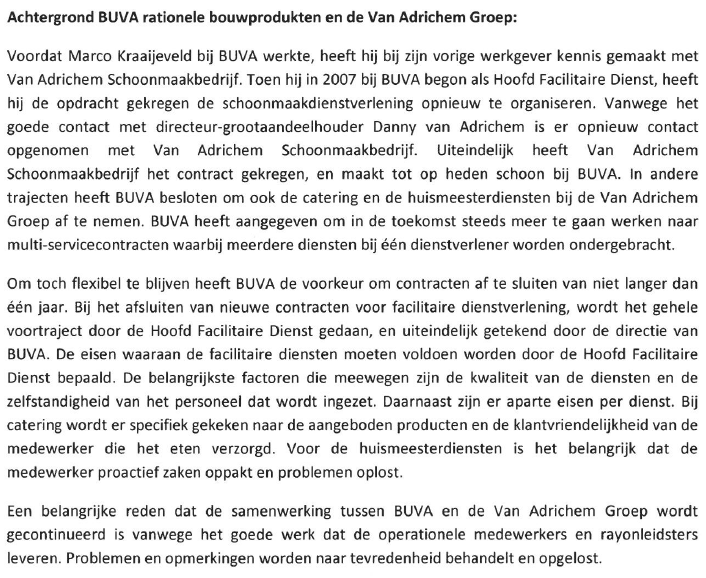 Achtergrond BUVA rationele bouwprodukten en de Van Adrichem Groep:
Voordat Marco Kraaijeveld bij BUVA werkte, heeft hij bij zijn vorige werkgever kennis gemaakt met
Van Adrichem Schoonmaakbedrijf. Toen hij in 2007 bij BUVA begon als Hoofd Facilitaire Dienst, heeft
hij de opdracht gekregen de schoonmaakdienstverlening opnieuw te organiseren. Vanwege het
goede contact met directeur-grootaandeelhouder Danny van Adrichem is er opnieuw contact
opgenomen met Van Adrichem Schoonmaakbedrijf. Uiteindelijk heeft Van Adrichem
Schoonmaakbedrijf het contract gekregen, en maakt tot op heden schoon bij BUVA. In andere
trajecten heeft BUVA besloten om ook de catering en de huismeesterdiensten bij de Van Adrichem
Groep af te nemen. BUVA heeft aangegeven om in de toekomst steeds meer te gaan werken naar
multi-servicecontracten waarbij meerdere diensten bij één dienstverlener worden ondergebracht.
Om toch flexibel te blijven heeft BUVA de voorkeur om contracten af te sluiten van niet langer dan
één jaar. Bij het afsluiten van nieuwe contracten voor facilitaire dienstverlening, wordt het gehele
voortraject door de Hoofd Facilitaire Dienst gedaan, en uiteindelijk getekend door de directie van
BUVA. De eisen waaraan de facilitaire diensten moeten voldoen worden door de Hoofd Facilitaire
Dienst bepaald. De belangrijkste factoren die meewegen zijn de kwaliteit van de diensten en de
zelfstandigheid van het personeel dat wordt ingezet. Daarnaast zijn er aparte eisen per dienst. Bij
catering wordt er specifiek gekeken naar de aangeboden producten en de klantvriendelijkheid van de
medewerker die het eten verzorgd. Voor de huismeesterdiensten is het belangrijk dat de
medewerker proactief zaken oppakt en problemen oplost.
Een belangrijke reden dat de samenwerking tussen BUVA en de Van Adrichem Groep wordt
gecontinueerd is vanwege het goede werk dat de operationele medewerkers en rayonleidsters
leveren. Problemen en opmerkingen worden naar tevredenheid behandelt en opgelost.